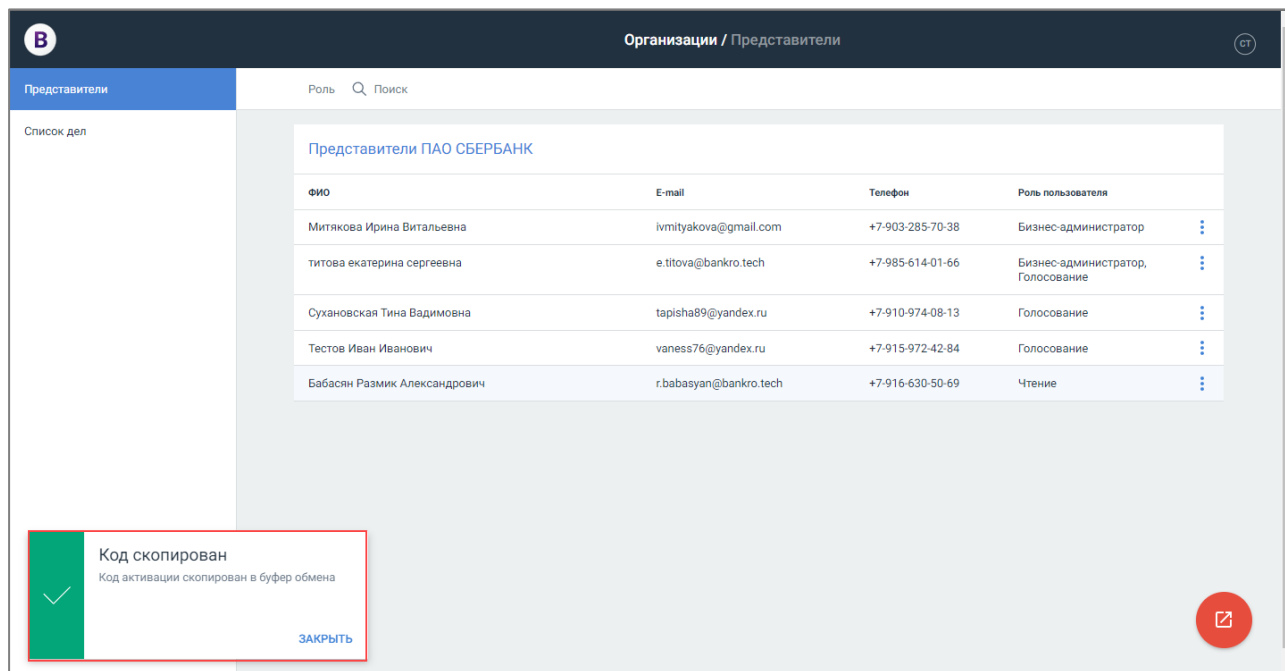 B
Организации / Представители
СТ
Представители
Роль Поиск
Список дел
Представители ПАО СБЕРБАНК
ФИО E-mail Телефон Роль пользователя
Митякова Ирина Витальевна ivmityakova@gmail.com +7-903-285-70-38 Бизнес-администратор
титова екатерина сергеевна e.titova@bankro.tech +7-985-614-01-66 Бизнес-администратор,
Голосование
Сухановская Тина Вадимовна tapisha89@yandex.ru +7-910-974-08-13 Голосование
Тестов Иван Иванович vaness76@yandex.ru +7-915-972-42-84 Голосование
Бабасян Размик Александрович r.babasyan@bankro.tech +7-916-630-50-69 Чтение
Код скопирован
Код активации скопирован в буфер обмена
ЗАКРЫТЬ